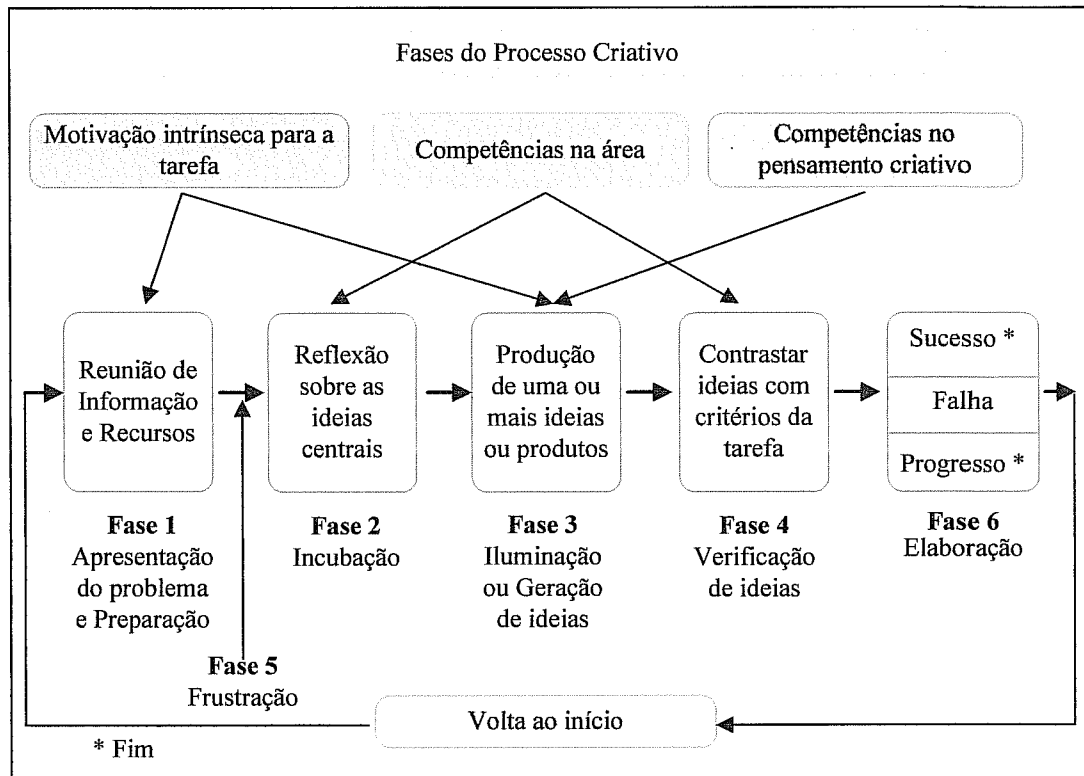 Fases do Processo Criativo
Motivação intrínseca para a
tarefa
Competências na área
Competências no
pensamento criativo
Reunião de
Informação
e Recursos
Reflexão
sobre as
ideias
centrais
Produção
de uma ou
mais ideias
ou produtos
Contrastar
ideias com
critérios da
tarefa
Sucesso *
Falha
Progresso *
Fase 1
Apresentação
do problema
e Preparação
Fase 2
Incubação
Fase 3
Iluminação
ou Geração
de ideias
Fase 4
Verificação
de ideias
Fase 6
Elaboração
Fase 5
Frustração
Volta ao início
* Fim